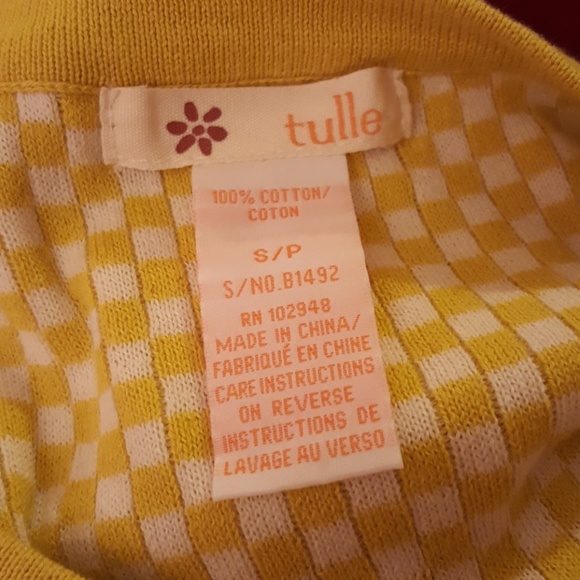 tulle
100% COTTON/
COTON
S/P
S/NO.B1492
RN 102948
MADE IN CHINA/
FABRIQUÉ EN CHINE
CARE INSTRUCTIONS
ON REVERSE
INSTRUCTIONS DE
LAVAGE AU VERSO